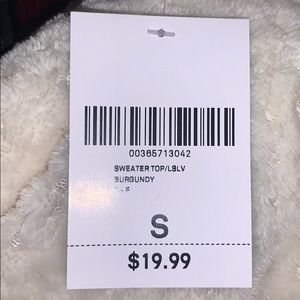 00365713042
SWEATER TOP/LSLV
BURGUNDY
S
$19.99